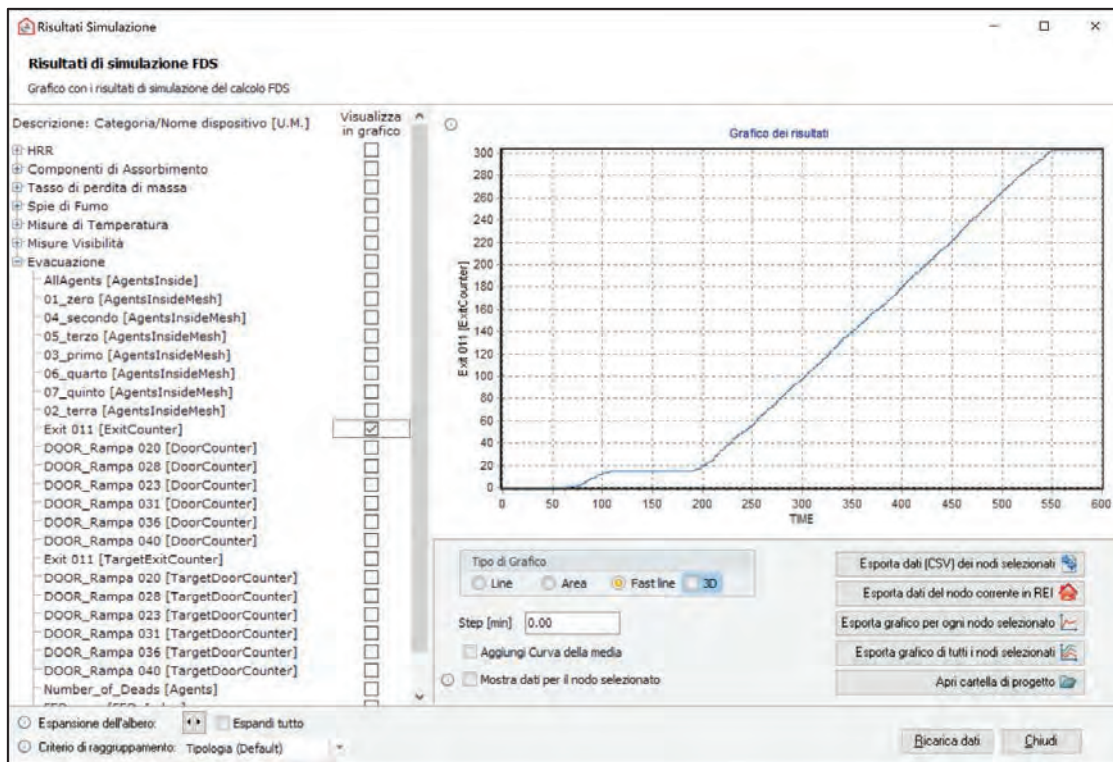 Risultati Simulazione
Risultati di simulazione FDS
Grafico con i risultati di simulazione del calcolo FDS
Descrizione: Categoria/Nome dispositivo [U.M.]
Visualizza
in grafico
HRR
Componenti di Assorbimento
Tasso di perdita di massa
Spie di Fumo
Misure di Temperatura
Misure Visibilità
Evacuazione
AllAgents [AgentsInside]
01_zero [AgentsInsideMesh]
04_secondo [AgentsInsideMesh]
05_terzo [AgentsInsideMesh]
03_primo [AgentsInsideMesh]
06_quarto [AgentsInsideMesh]
07_quinto [AgentsInsideMesh]
02_terra [AgentsInsideMesh]
Exit 011 [ExitCounter]
DOOR_Rampa 020 [DoorCounter]
DOOR_Rampa 028 [DoorCounter]
DOOR_Rampa 023 [DoorCounter]
DOOR_Rampa 031 [DoorCounter]
DOOR_Rampa 036 [DoorCounter]
DOOR_Rampa 040 [DoorCounter]
Exit 011 [TargetExitCounter]
DOOR_Rampa 020 [TargetDoorCounter]
DOOR_Rampa 028 [TargetDoorCounter]
DOOR_Rampa 023 [TargetDoorCounter]
DOOR_Rampa 031 [TargetDoorCounter]
DOOR_Rampa 036 [TargetDoorCounter]
DOOR_Rampa 040 [TargetDoorCounter]
Number_of_Deads [Agents]
Grafico dei risultati
300
280
260
240
220
200
180
160
140
120
100
80
60
40
20
0
Exit 011 [ExitCounter]
0 50 100 150 200 250 300 350 400 450 500 550 600
TIME
Tipo di Grafico
Line Area Fast line 3D
Step [min] 0.00
Aggiungi Curva della media
Mostra dati per il nodo selezionato
Esporta dati (CSV) dei nodi selezionati
Esporta dati del nodo corrente in REI
Esporta grafico per ogni nodo selezionato
Esporta grafico di tutti i nodi selezionati
Apri cartella di progetto
Espansione dell'albero: Espandi tutto
Criterio di raggruppamento: Tipologia (Default)
Ricarica dati Chiudi